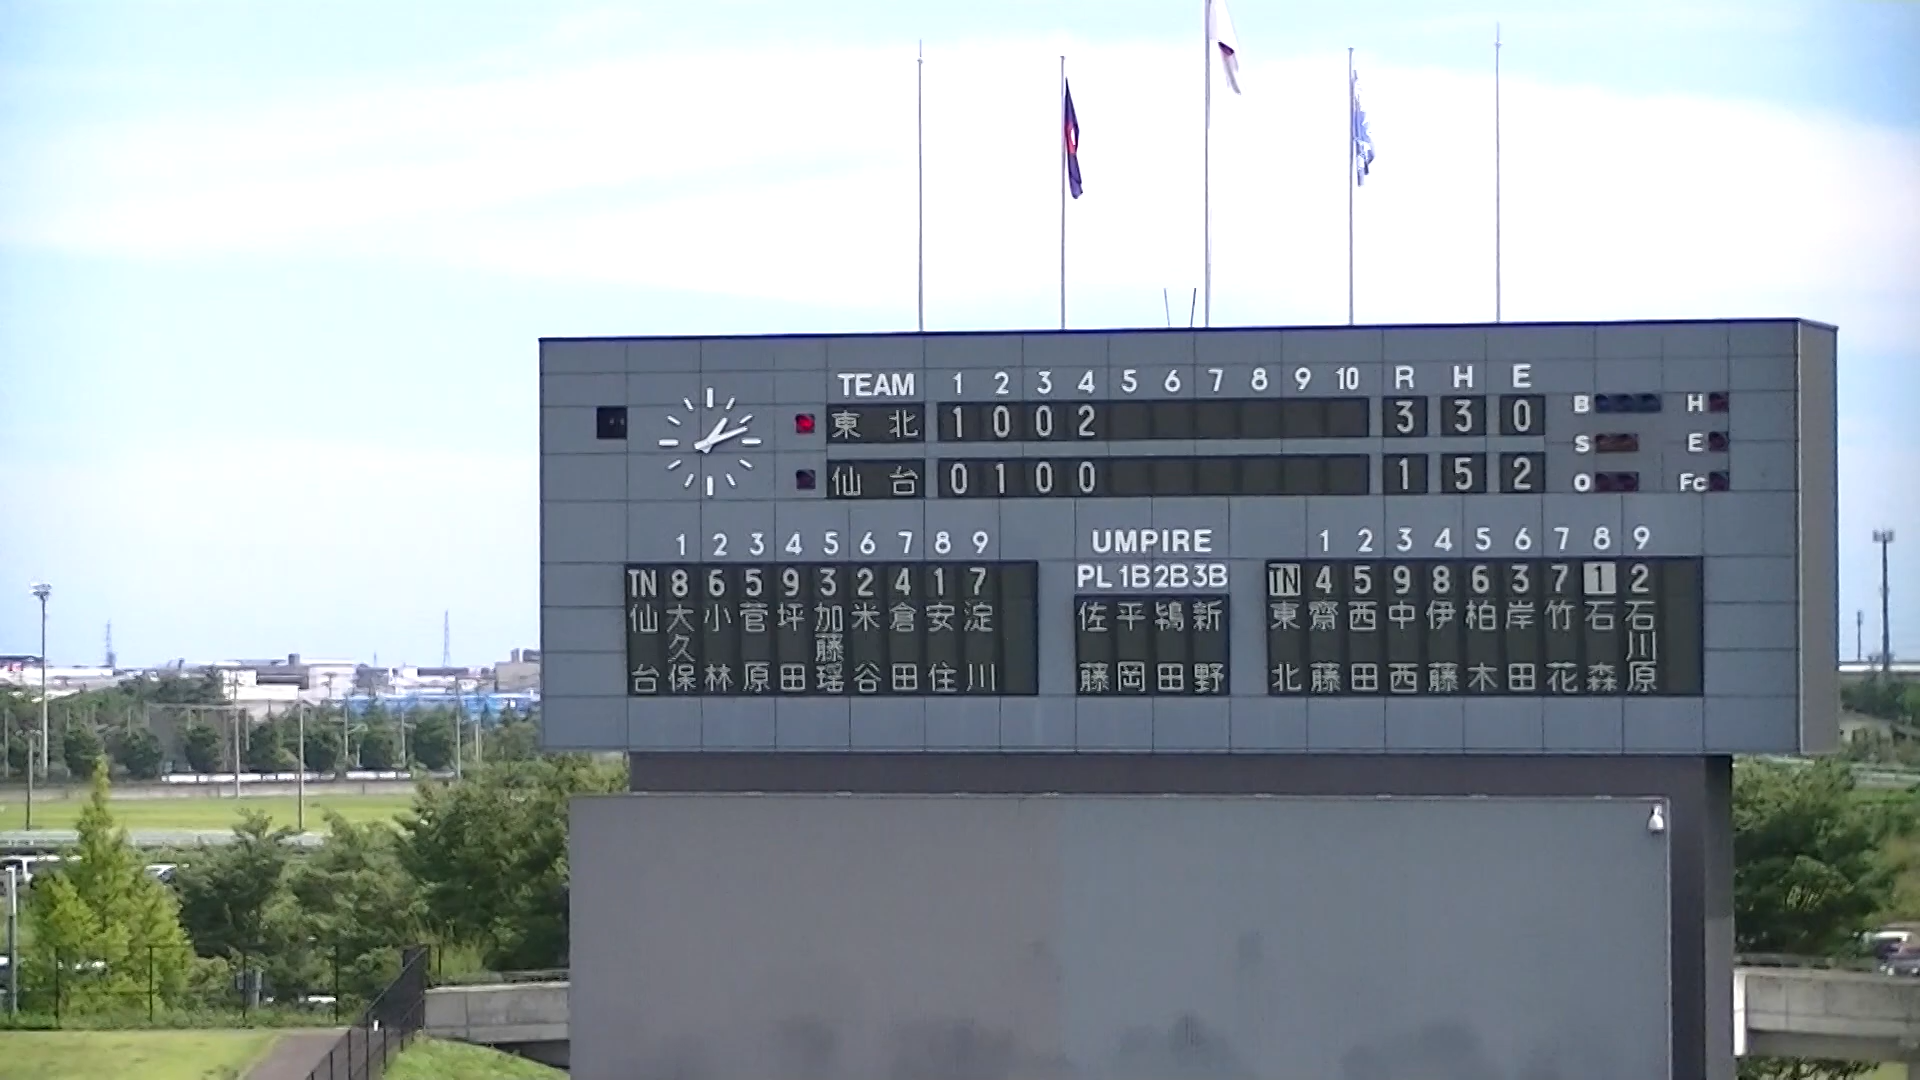 TEAM 1 2 3 4 5 6 7 8 9 10 R H E
東北 1 0 0 2 3 3 0
仙台 0 1 0 0 1 5 2
B H
S E
O Fc
1 2 3 4 5 6 7 8 9
TN 8 6 5 9 3 2 4 1 7
仙台 大久保 小林 菅原 坪田 加藤瑶 米谷 倉田 安住 淀川
UMPIRE
PL 1B 2B 3B
佐藤 平岡 鴇田 新野
1 2 3 4 5 6 7 8 9
TN 4 5 9 8 6 3 7 1 2
東北 齋藤 西田 中西 伊藤 柏木 岸田 竹花 石森 石川原